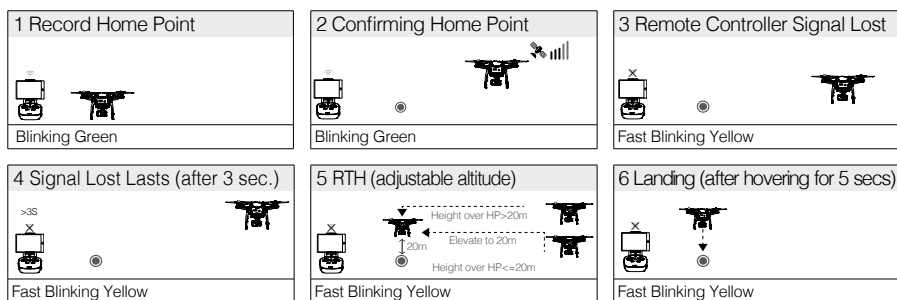 1 Record Home Point
Blinking Green
2 Confirming Home Point
Blinking Green
3 Remote Controller Signal Lost
Fast Blinking Yellow
4 Signal Lost Lasts (after 3 sec.)
>3S
Fast Blinking Yellow
5 RTH (adjustable altitude)
Height over HP>20m
Elevate to 20m
20m
Height over HP<=20m
Fast Blinking Yellow
6 Landing (after hovering for 5 secs)
Fast Blinking Yellow